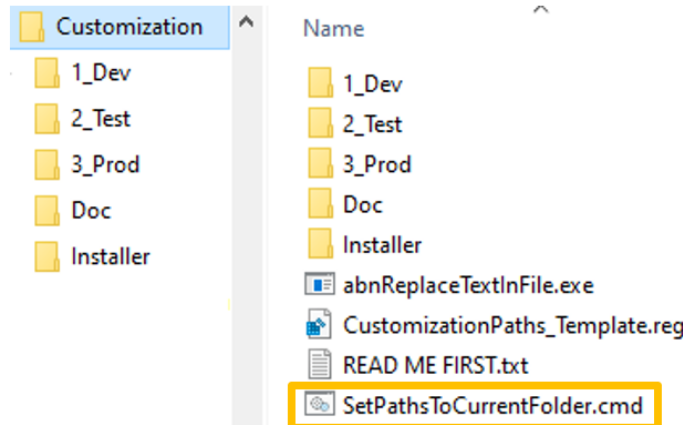 Customization
1_Dev
2_Test
3_Prod
Doc
Installer
Name
1_Dev
2_Test
3_Prod
Doc
Installer
abnReplaceTextInFile.exe
CustomizationPaths_Template.reg
READ ME FIRST.txt
SetPathsToCurrentFolder.cmd